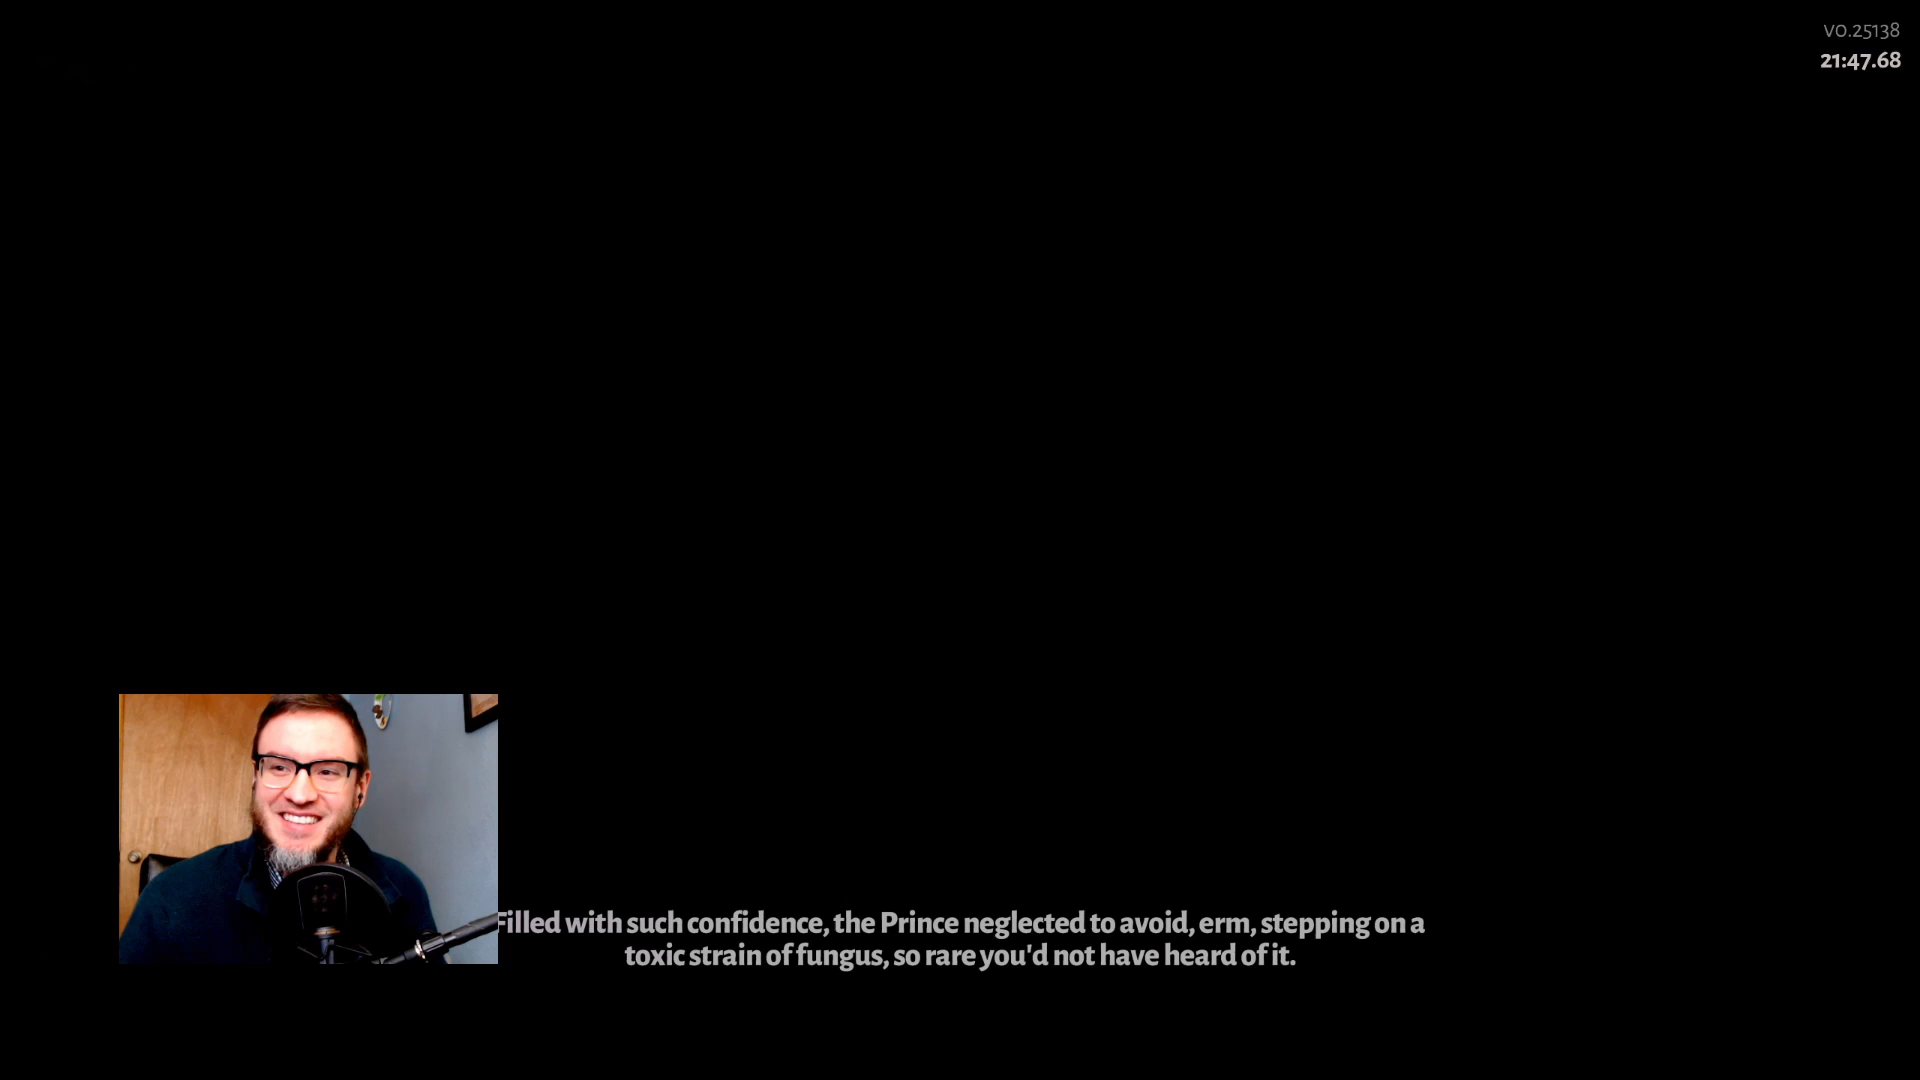 V0.25138
21:47.68
Filled with such confidence, the Prince neglected to avoid, erm, stepping on a
toxic strain of fungus, so rare you'd not have heard of it.